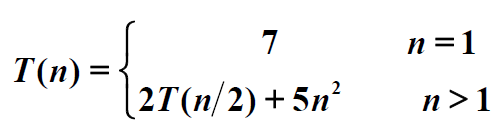 7 n = 1
T(n) =
2T(n/2) + 5n² n > 1